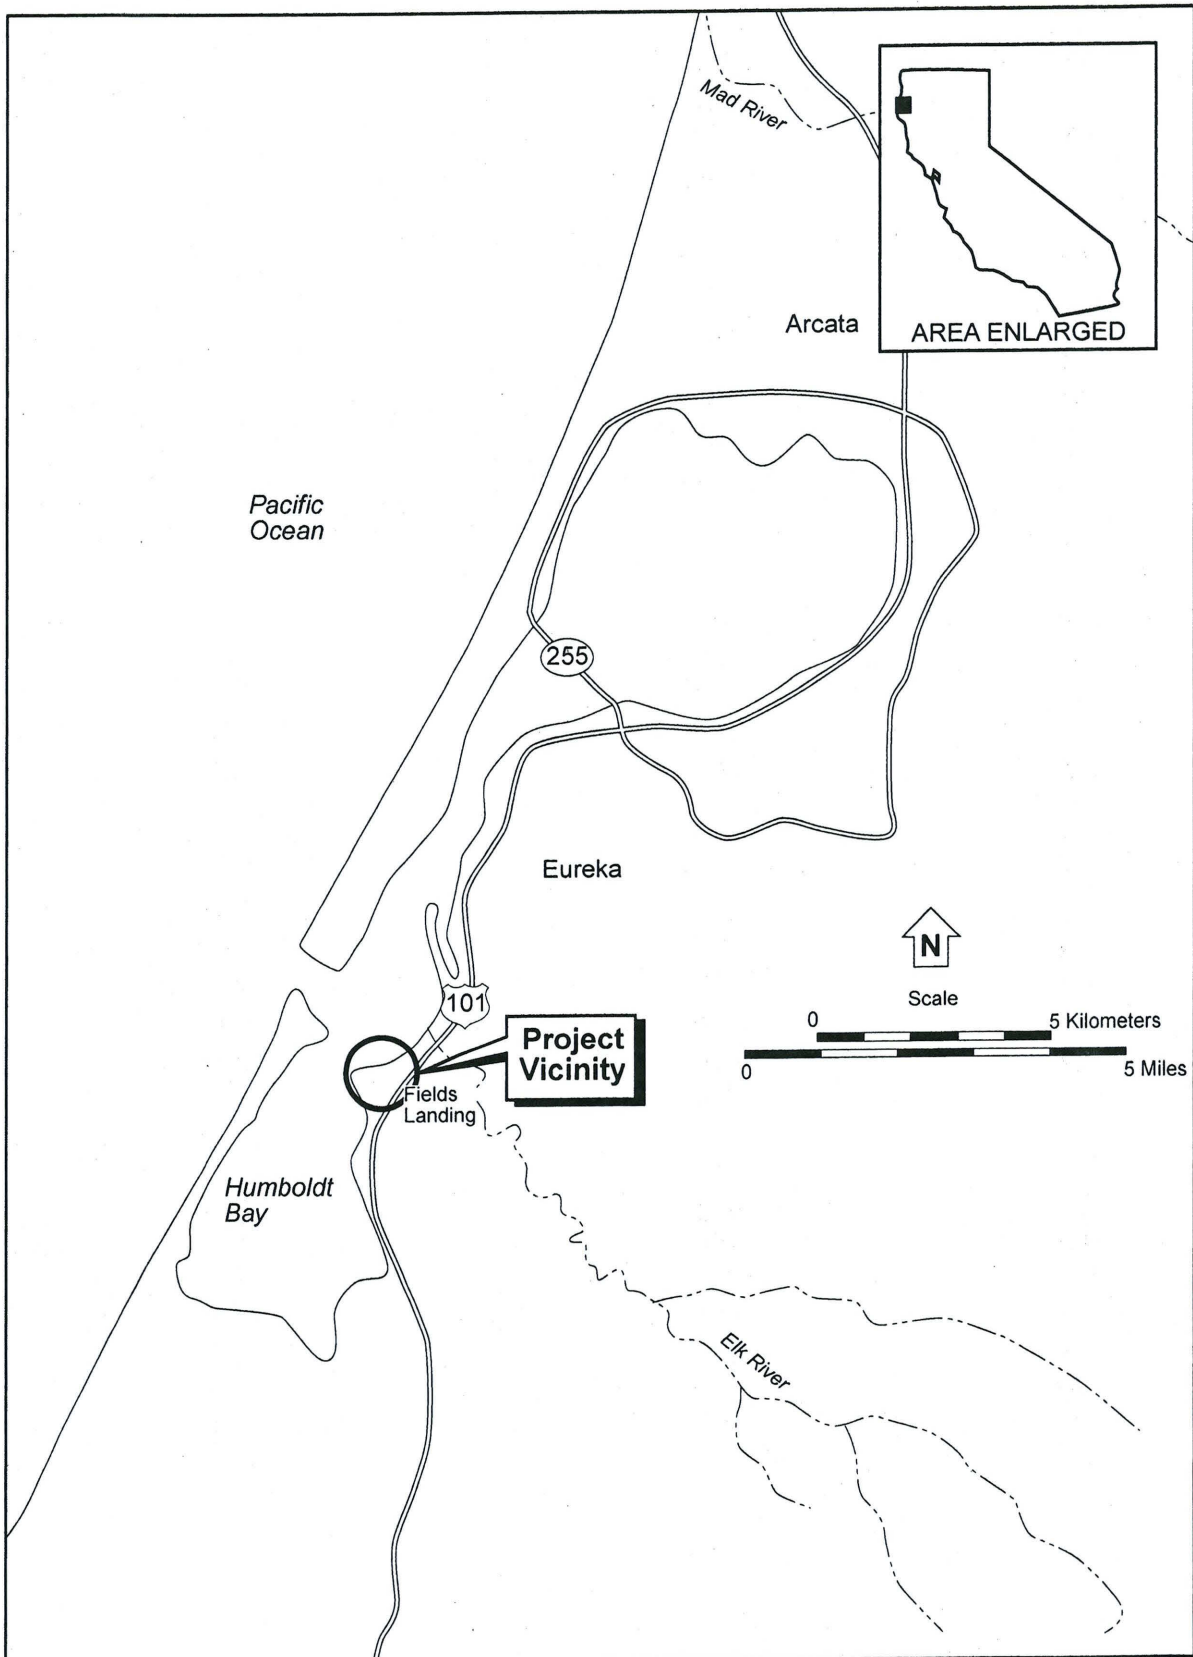 Mad River
Arcata
AREA ENLARGED
Pacific
Ocean
255
Eureka
N
Scale
0
5 Kilometers
0
5 Miles
101
Project
Vicinity
Fields
Landing
Humboldt
Bay
Elk River